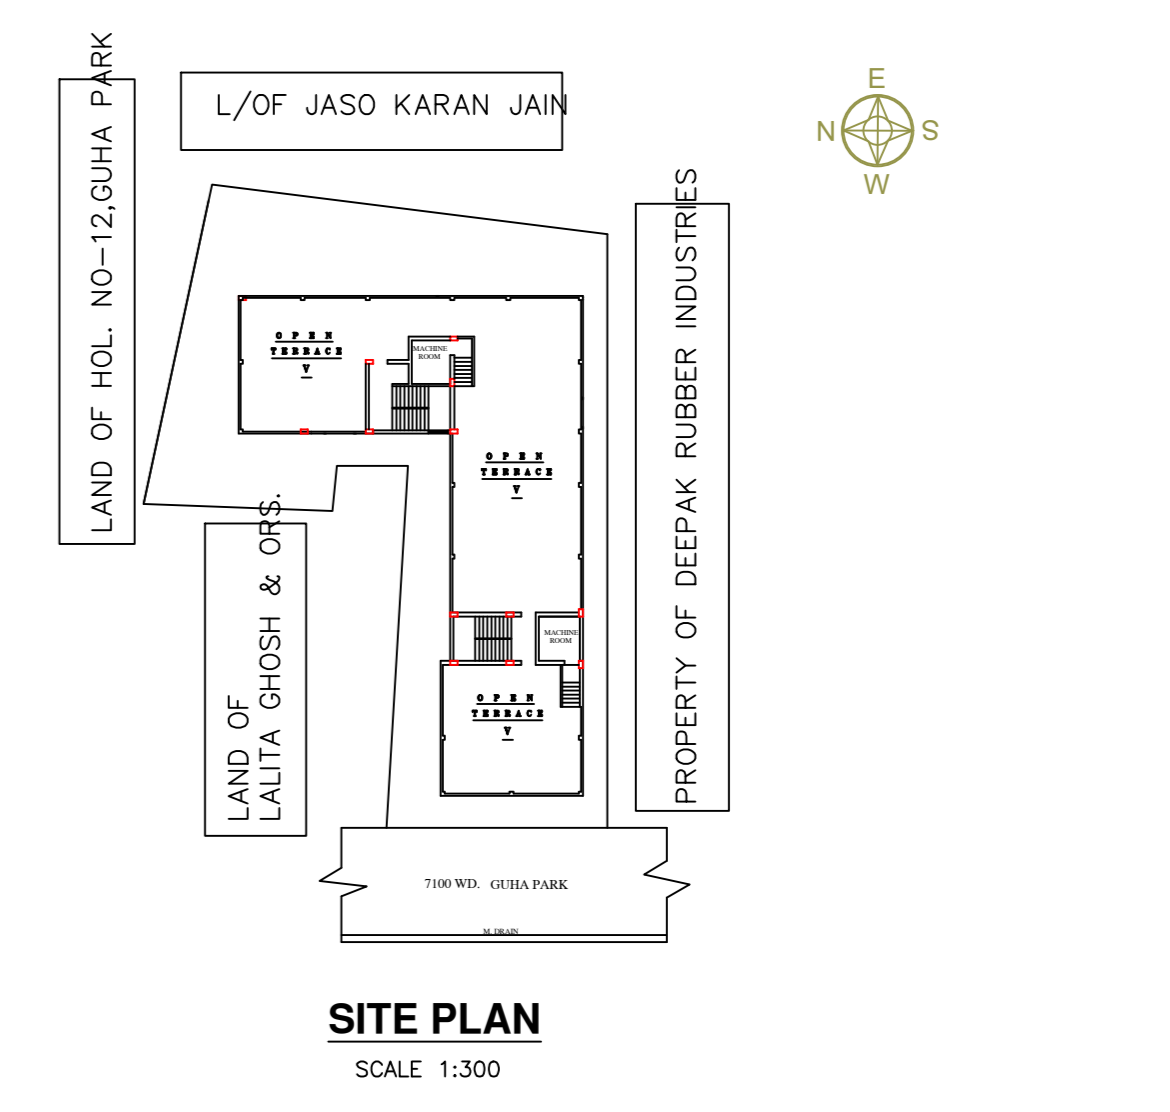 L/OF JASO KARAN JAIN
LAND OF HOL. NO-12,GUHA PARK
E
N
S
W
PROPERTY OF DEEPAK RUBBER INDUSTRIES
OPEN
TERRACE
V
MACHINE
ROOM
OPEN
TERRACE
V
LAND OF
LALITA GHOSH & ORS.
MACHINE
ROOM
OPEN
TERRACE
V
7100 WD. GUHA PARK
M. DRAIN
SITE PLAN
SCALE 1:300